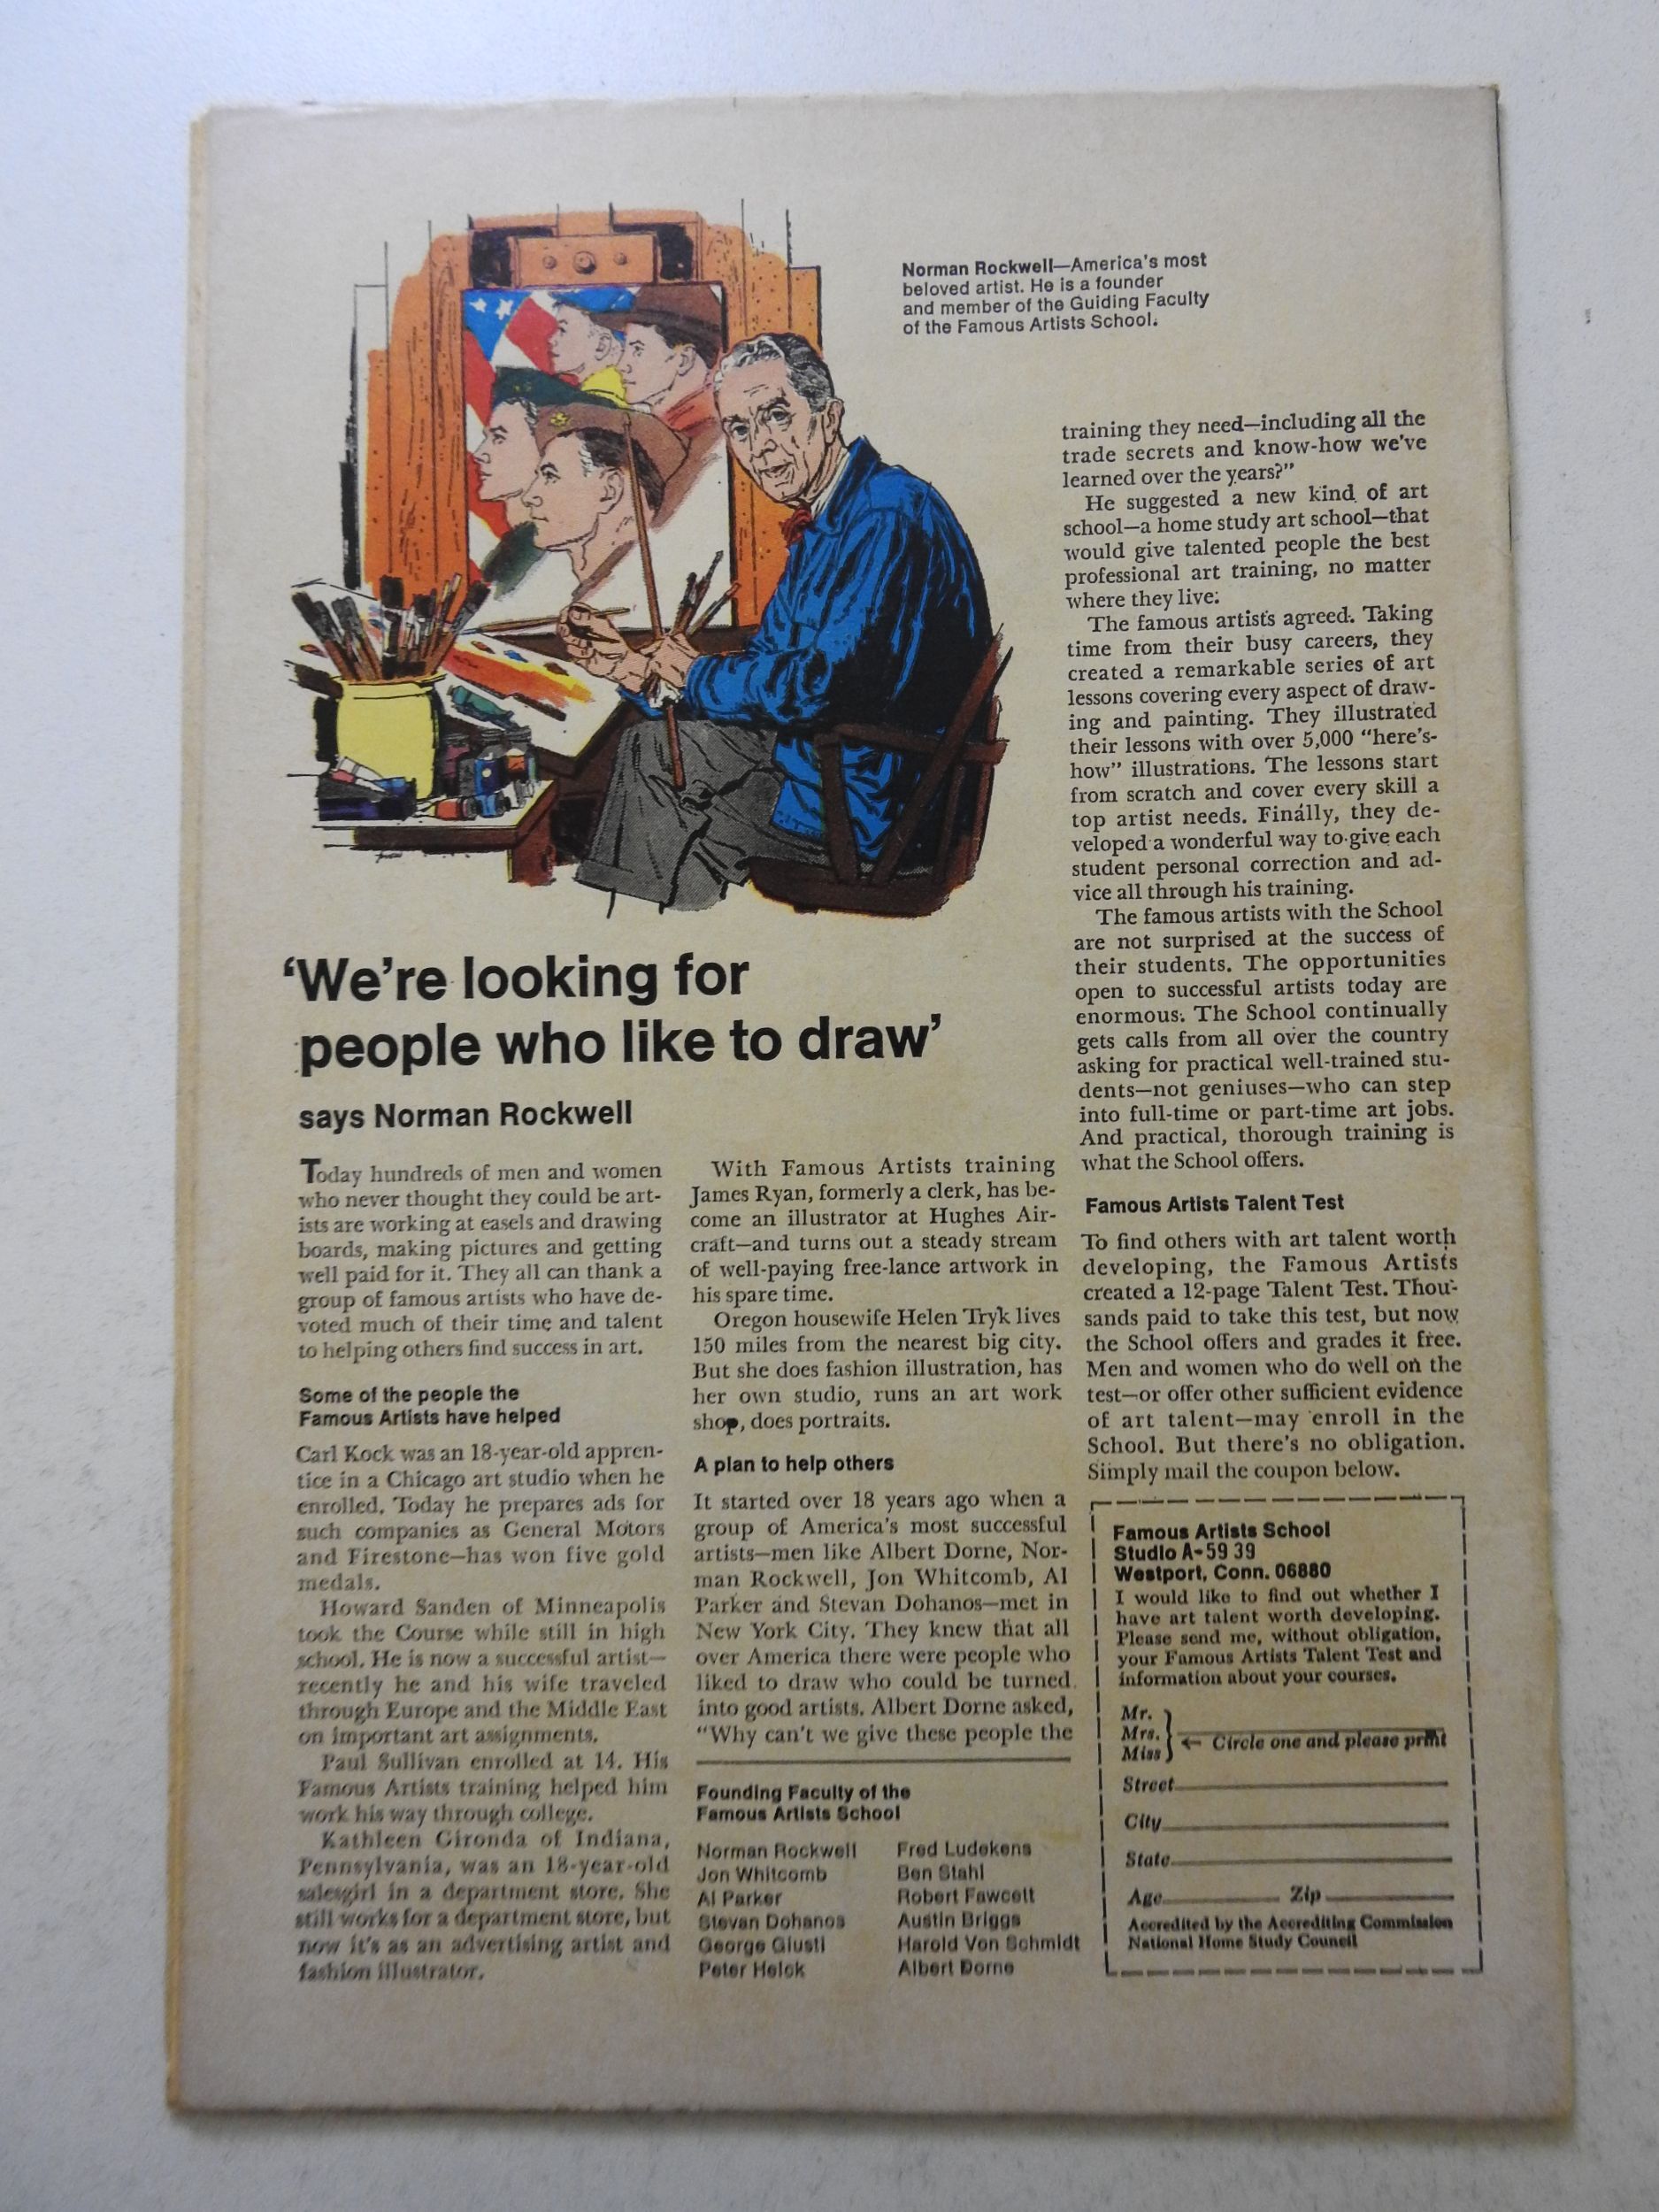 Norman Rockwell—America's most
beloved artist. He is a founder
and member of the Guiding Faculty
of the Famous Artists School.
'We're looking for
people who like to draw'
says Norman Rockwell
Today hundreds of men and women
who never thought they could be art-
ists are working at easels and drawing
boards, making pictures and getting
well paid for it. They all can thank a
group of famous artists who have de-
voted much of their time and talent
to helping others find success in art.
Some of the people the
Famous Artists have helped
Carl Kock was an 18-year-old appren-
tice in a Chicago art studio when he
enrolled. Today he prepares ads for
such companies as General Motors
and Firestone—has won five gold
medals.
Howard Sanden of Minneapolis
took the Course while still in high
school. He is now a successful artist—
recently he and his wife traveled
through Europe and the Middle East
on important art assignments.
Paul Sullivan enrolled at 14. His
Famous Artists training helped him
work his way through college.
Kathleen Gironda of Indiana,
Pennsylvania, was an 18-year-old
salesgirl in a department store. She
still works for a department store, but
now it's as an advertising artist and
fashion illustrator.
With Famous Artists training
James Ryan, formerly a clerk, has be-
come an illustrator at Hughes Air-
craft—and turns out a steady stream
of well-paying free-lance artwork in
his spare time.
Oregon housewife Helen Tryk lives
150 miles from the nearest big city.
But she does fashion illustration, has
her own studio, runs an art work
shop, does portraits.
A plan to help others
It started over 18 years ago when a
group of America's most successful
artists—men like Albert Dorne, Nor-
man Rockwell, Jon Whitcomb, Al
Parker and Stevan Dohanos—met in
New York City. They knew that all
over America there were people who
liked to draw who could be turned
into good artists. Albert Dorne asked,
"Why can't we give these people the
Founding Faculty of the
Famous Artists School
Norman Rockwell
Jon Whitcomb
Al Parker
Stevan Dohanos
George Giusti
Peter Helck
Fred Ludekens
Ben Stahl
Robert Fawcett
Austin Briggs
Harold Von Schmidt
Albert Dorne
training they need—including all the
trade secrets and know-how we've
learned over the years?"
He suggested a new kind of art
school—a home study art school—that
would give talented people the best
professional art training, no matter
where they live.
The famous artists agreed. Taking
time from their busy careers, they
created a remarkable series of art
lessons covering every aspect of draw-
ing and painting. They illustrated
their lessons with over 5,000 "here's-
how" illustrations. The lessons start
from scratch and cover every skill a
top artist needs. Finally, they de-
veloped a wonderful way to give each
student personal correction and ad-
vice all through his training.
The famous artists with the School
are not surprised at the success of
their students. The opportunities
open to successful artists today are
enormous. The School continually
gets calls from all over the country
asking for practical well-trained stu-
dents—not geniuses—who can step
into full-time or part-time art jobs.
And practical, thorough training is
what the School offers.
Famous Artists Talent Test
To find others with art talent worth
developing, the Famous Artists
created a 12-page Talent Test. Thou-
sands paid to take this test, but now
the School offers and grades it free.
Men and women who do well on the
test—or offer other sufficient evidence
of art talent—may enroll in the
School. But there's no obligation.
Simply mail the coupon below.
Famous Artists School
Studio A-59 39
Westport, Conn. 06880
I would like to find out whether I
have art talent worth developing.
Please send me, without obligation,
your Famous Artists Talent Test and
information about your courses.
Mr.
Mrs.
Miss
← Circle one and please print
Street
City
State
Age Zip
Accredited by the Accrediting Commission
National Home Study Council